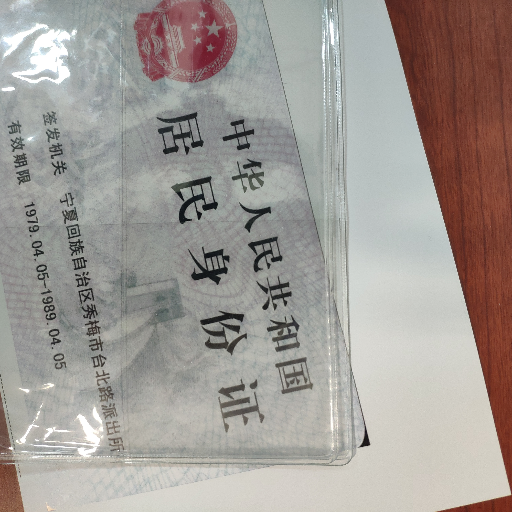 中华人民共和国
居民身份证
签发机关 宁夏回族自治区秀梅市台北路派出所
有效期限 1979.04.05-1989.04.05